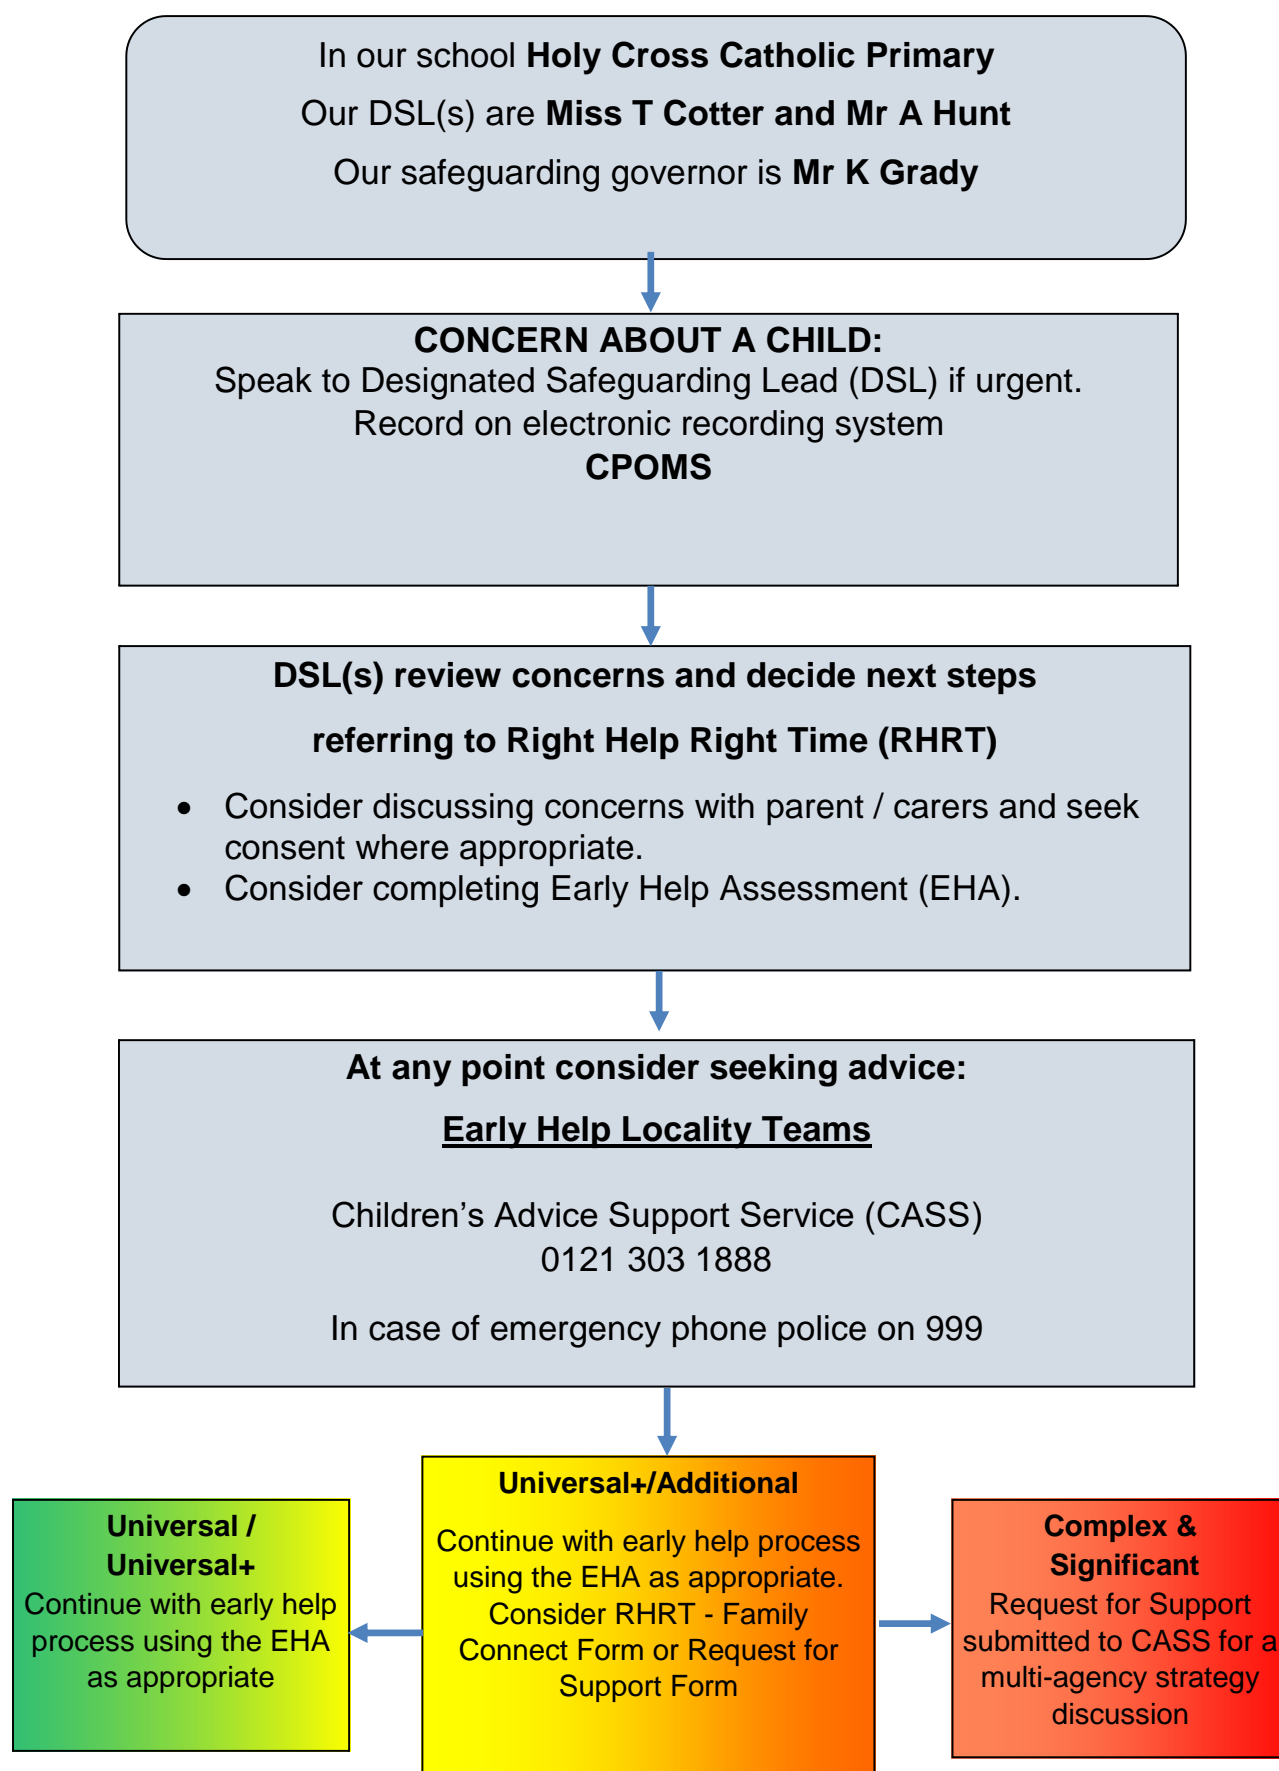 In our school Holy Cross Catholic Primary
Our DSL(s) are Miss T Cotter and Mr A Hunt
Our safeguarding governor is Mr K Grady
CONCERN ABOUT A CHILD:
Speak to Designated Safeguarding Lead (DSL) if urgent.
Record on electronic recording system
CPOMS
DSL(s) review concerns and decide next steps
referring to Right Help Right Time (RHRT)
• Consider discussing concerns with parent / carers and seek
consent where appropriate.
• Consider completing Early Help Assessment (EHA).
At any point consider seeking advice:
Early Help Locality Teams
Children’s Advice Support Service (CASS)
0121 303 1888
In case of emergency phone police on 999
Universal /
Universal+
Continue with early help
process using the EHA
as appropriate
Universal+/Additional
Continue with early help process
using the EHA as appropriate.
Consider RHRT - Family
Connect Form or Request for
Support Form
Complex &
Significant
Request for Support
submitted to CASS for a
multi-agency strategy
discussion